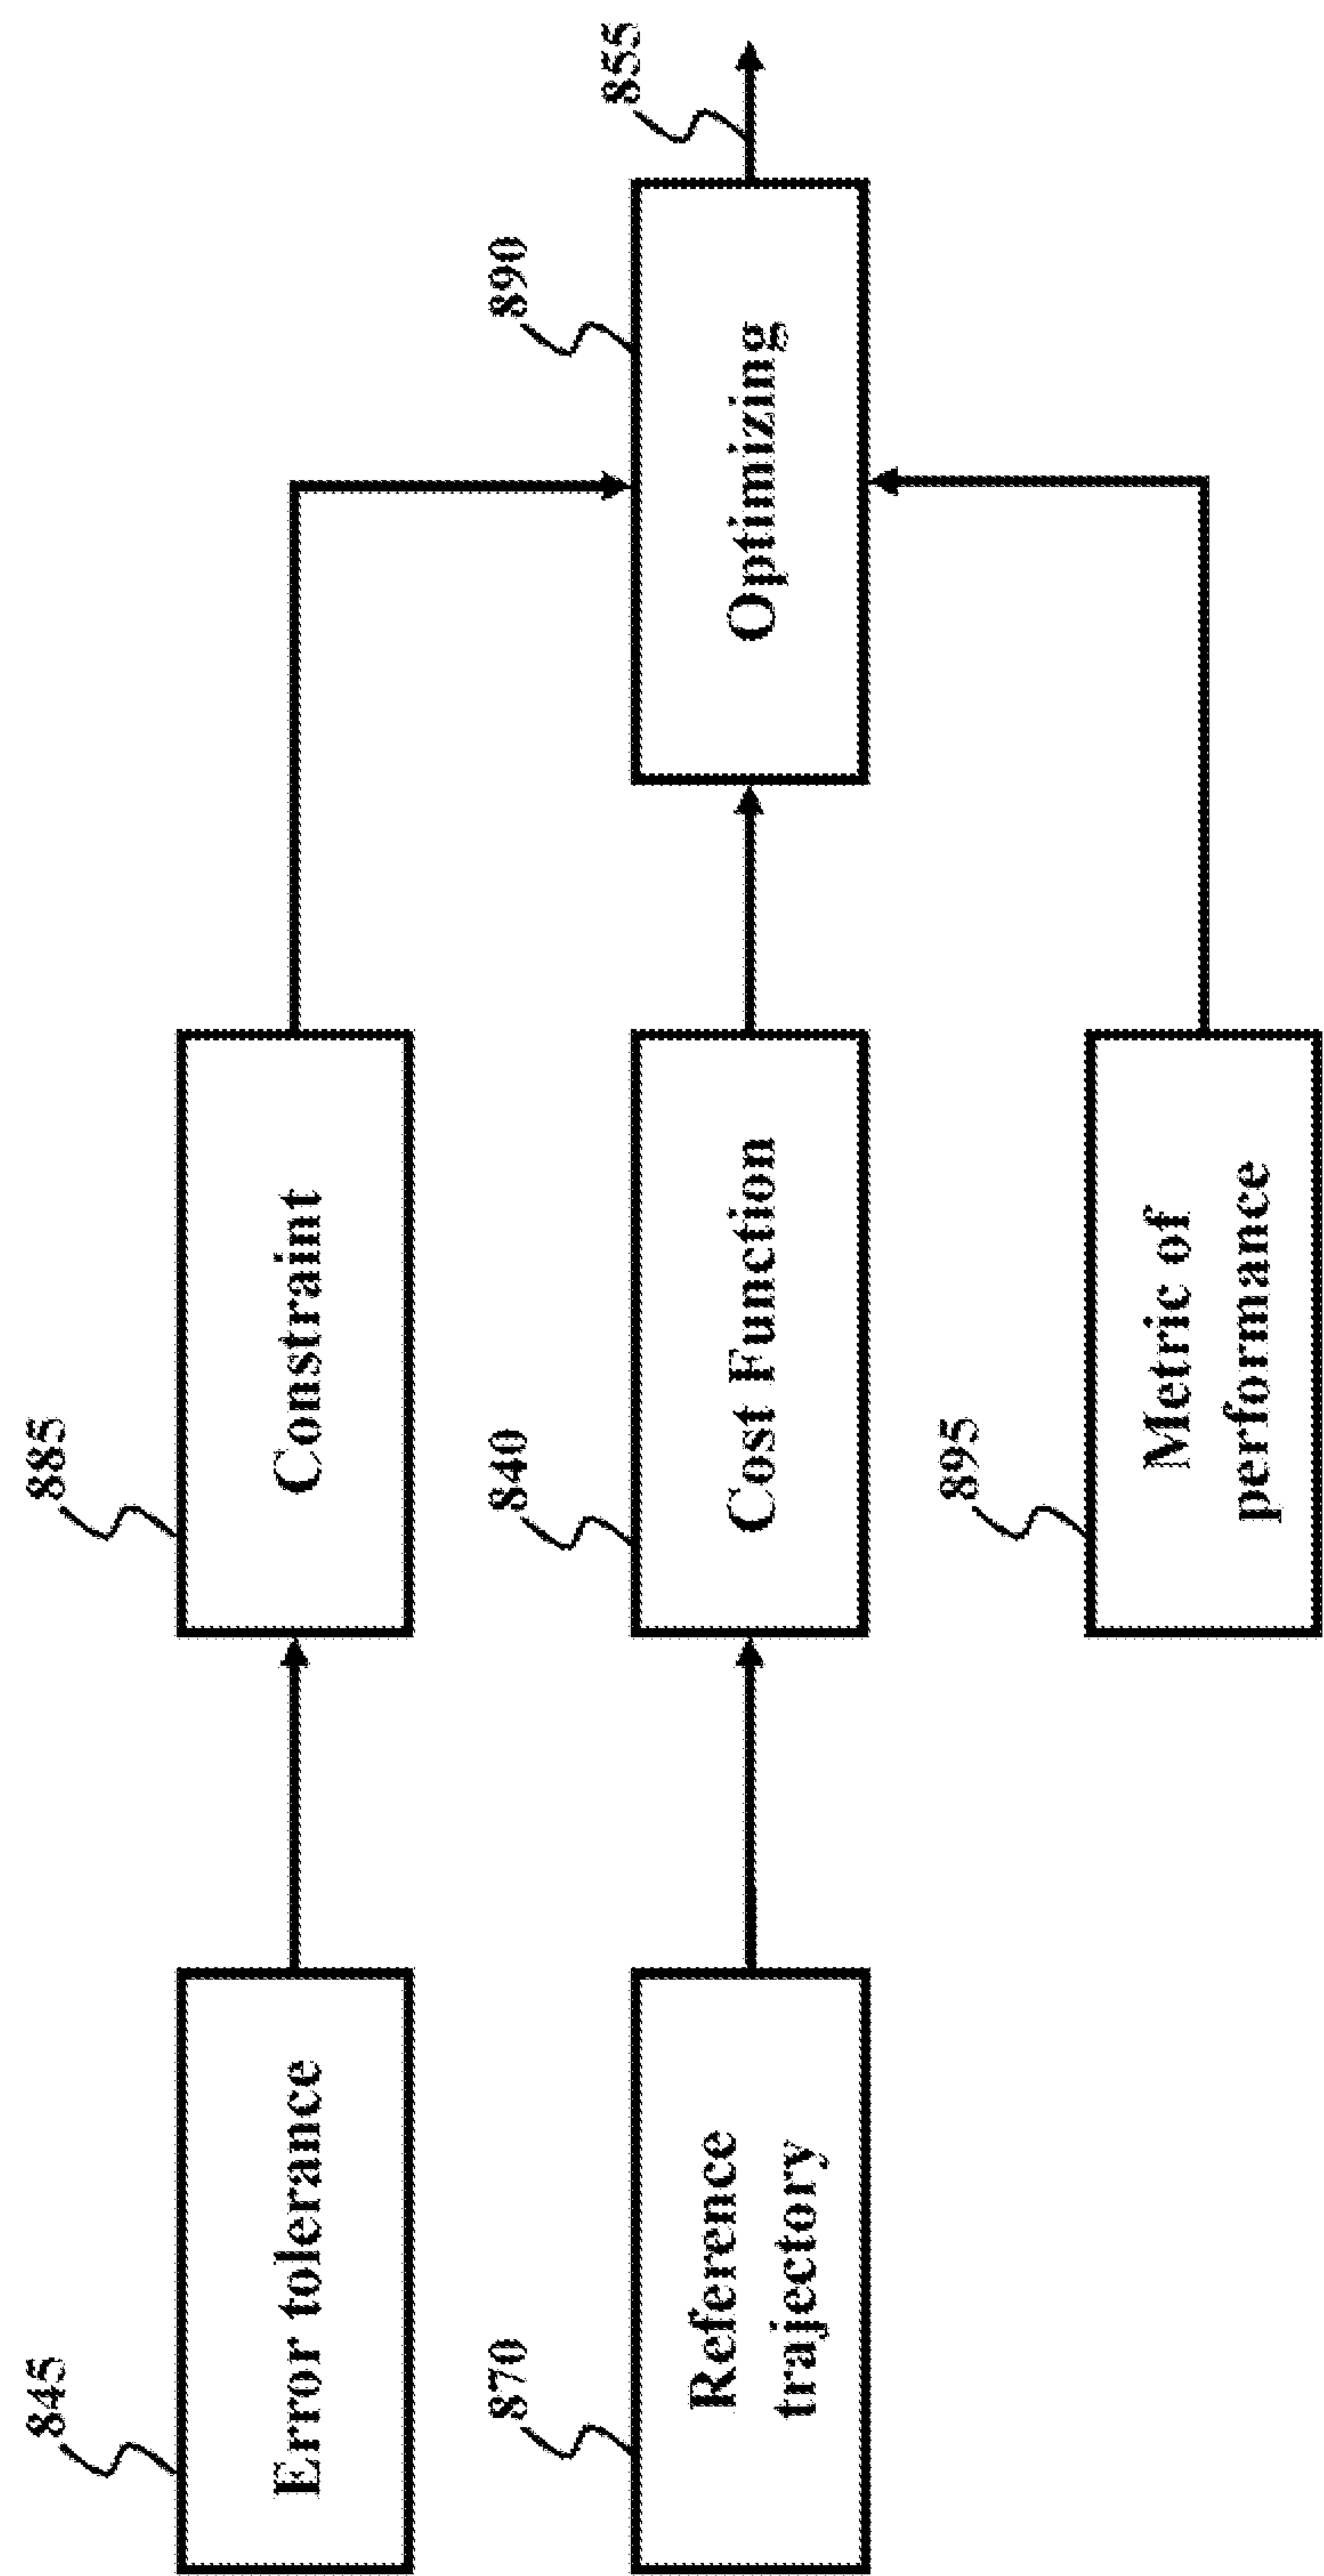 845
Error tolerance
885
Constraint
870
Reference
trajectory
840
Cost Function
890
Optimizing
855
895
Metric of
performance